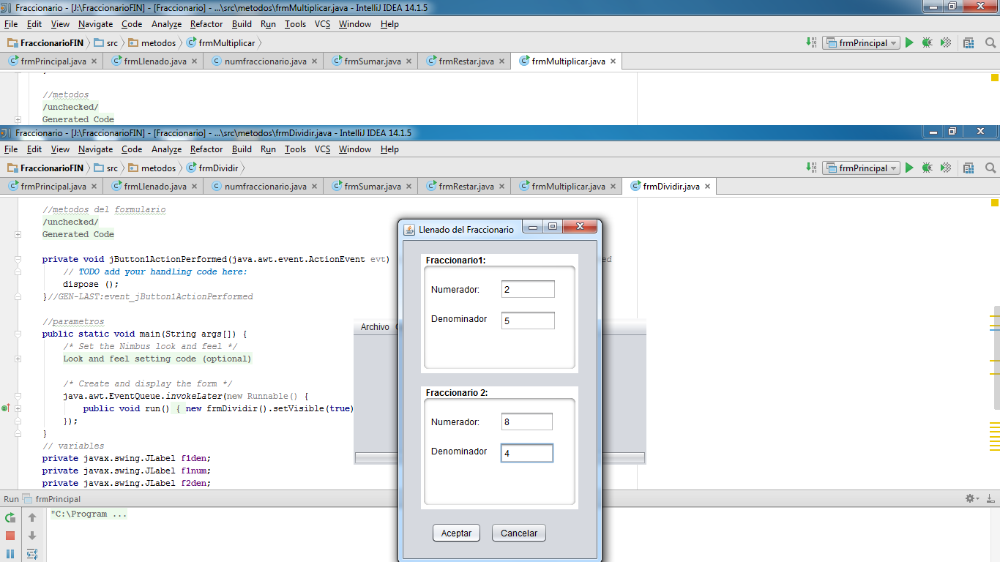 Fraccionario - [J:\FraccionarioFIN] - [Fraccionario] - ...\src\metodos\frmMultiplicar.java - IntelliJ IDEA 14.1.5
File Edit View Navigate Code Analyze Refactor Build Run Tools VCS Window Help
FraccionarioFIN src metodos frmMultiplicar frmPrincipal
frmPrincipal.java frmLlenado.java numfraccionario.java frmSumar.java frmRestar.java frmMultiplicar.java
//metodos
/unchecked/
Generated Code
Fraccionario - [J:\FraccionarioFIN] - [Fraccionario] - ...\src\metodos\frmDividir.java - IntelliJ IDEA 14.1.5
File Edit View Navigate Code Analyze Refactor Build Run Tools VCS Window Help
FraccionarioFIN src metodos frmDividir frmPrincipal
frmPrincipal.java frmLlenado.java numfraccionario.java frmSumar.java frmRestar.java frmMultiplicar.java frmDividir.java
//metodos del formulario
/unchecked/
Generated Code
private void jButton1ActionPerformed(java.awt.event.ActionEvent evt)
// TODO add your handling code here:
dispose ();
}//GEN-LAST:event_jButton1ActionPerformed
//parametros
public static void main(String args[]) {
/* Set the Nimbus look and feel */
Look and feel setting code (optional)
/* Create and display the form */
java.awt.EventQueue.invokeLater(new Runnable() {
public void run() { new frmDividir().setVisible(true)
});
}
// variables
private javax.swing.JLabel f1den;
private javax.swing.JLabel f1num;
private javax.swing.JLabel f2den;
Archivo
Llenado del Fraccionario
Fraccionario1:
Numerador: 2
Denominador 5
Fraccionario 2:
Numerador: 8
Denominador 4
Aceptar Cancelar
Run frmPrincipal
"C:\Program ...